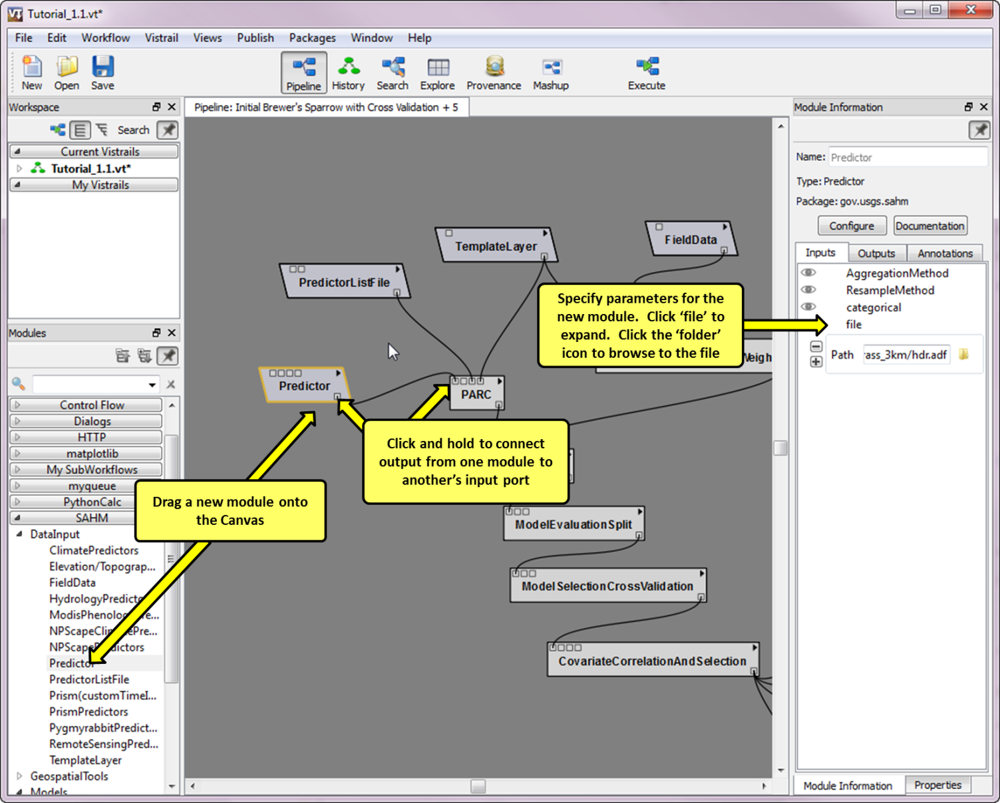 Tutorial_1.1.vt*
File Edit Workflow Vistrail Views Publish Packages Window Help
New Open Save Pipeline History Search Explore Provenance Mashup Execute
Workspace
Search
Current Vistrails
Tutorial_1.1.vt*
My Vistrails
Modules
Control Flow
Dialogs
HTTP
matplotlib
My SubWorkflows
myqueue
PythonCalc
SAHM
DataInput
ClimatePredictors
Elevation/Topograp...
FieldData
HydrologyPredicto
ModisPhenolo re...
NPScapeCli ePre...
NPScapeP dictors
Predictor
PredictorListFile
Prism(customTimeI...
PrismPredictors
PygmyrabbitPredict...
RemoteSensingPred...
TemplateLayer
GeospatialTools
Models
Pipeline: Initial Brewer's Sparrow with Cross Validation + 5
TemplateLayer
FieldData
PredictorListFile
Specify parameters for the
new module. Click ‘file’ to
expand. Click the ‘folder’
icon to browse to the file
Weigh
Predictor
PARC
Click and hold to connect
output from one module to
another’s input port
Drag a new module onto
the Canvas
ModelEvaluationSplit
ModelSelectionCrossValidation
CovariateCorrelationAndSelection
Module Information
Name: Predictor
Type: Predictor
Package: gov.usgs.sahm
Configure Documentation
Inputs Outputs Annotations
AggregationMethod
ResampleMethod
categorical
file
Path rass_3km/hdr.adf
Module Information Properties